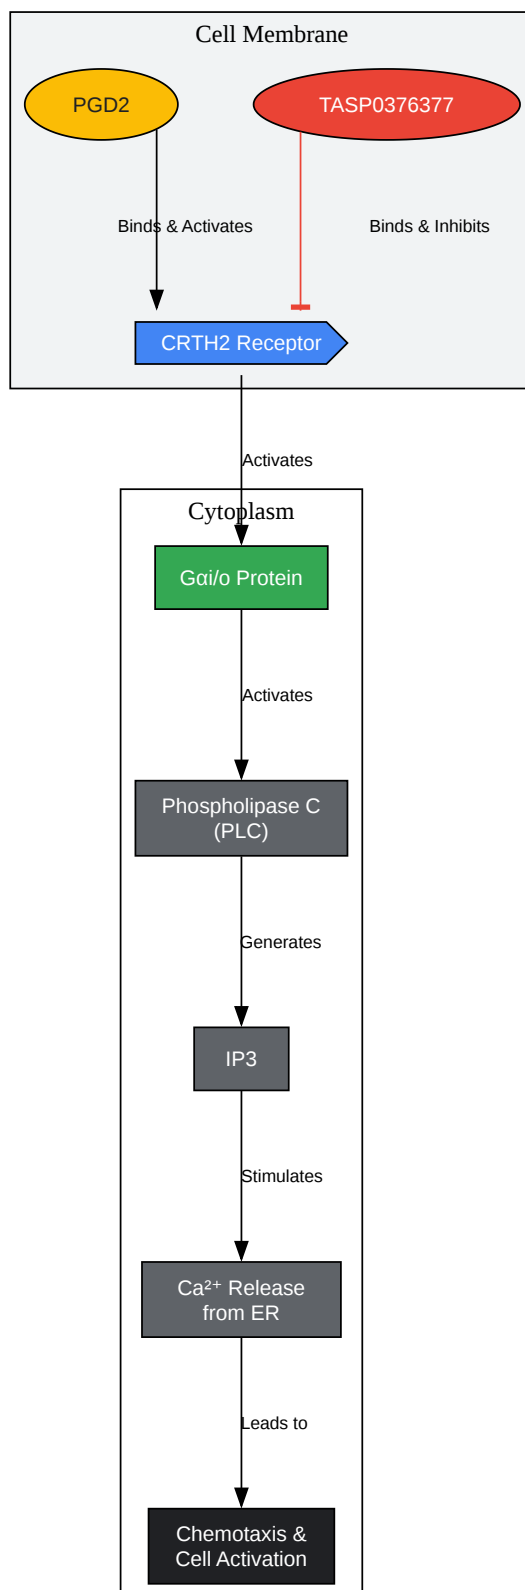 Cell Membrane
PGD2
TASP0376377
Binds & Activates
Binds & Inhibits
CRTH2 Receptor
Activates
Cytoplasm
Gαi/o Protein
Activates
Phospholipase C
(PLC)
Generates
IP3
Stimulates
Ca²⁺ Release
from ER
Leads to
Chemotaxis &
Cell Activation